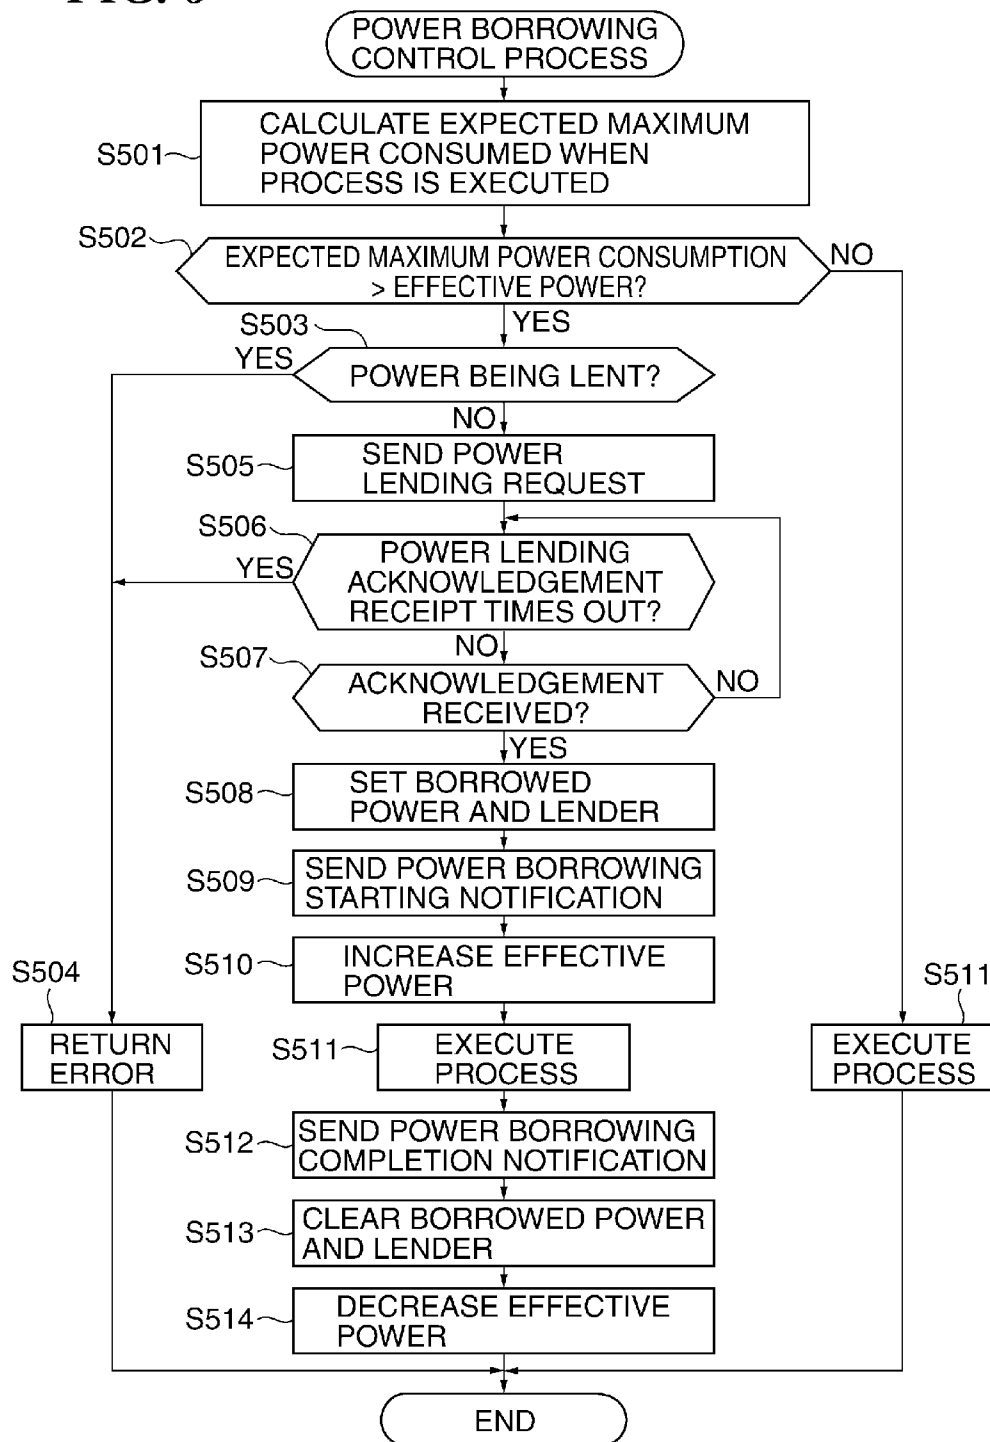 POWER BORROWING
CONTROL PROCESS
S501
CALCULATE EXPECTED MAXIMUM
POWER CONSUMED WHEN
PROCESS IS EXECUTED
S502
EXPECTED MAXIMUM POWER CONSUMPTION
> EFFECTIVE POWER?
NO
YES
S503
YES
POWER BEING LENT?
NO
S505
SEND POWER
LENDING REQUEST
S506
YES
POWER LENDING
ACKNOWLEDGEMENT
RECEIPT TIMES OUT?
NO
S507
ACKNOWLEDGEMENT
RECEIVED?
NO
YES
S508
SET BORROWED
POWER AND LENDER
S509
SEND POWER BORROWING
STARTING NOTIFICATION
S510
INCREASE EFFECTIVE
POWER
S504
RETURN
ERROR
S511
EXECUTE
PROCESS
S511
EXECUTE
PROCESS
S512
SEND POWER BORROWING
COMPLETION NOTIFICATION
S513
CLEAR BORROWED POWER
AND LENDER
S514
DECREASE EFFECTIVE
POWER
END